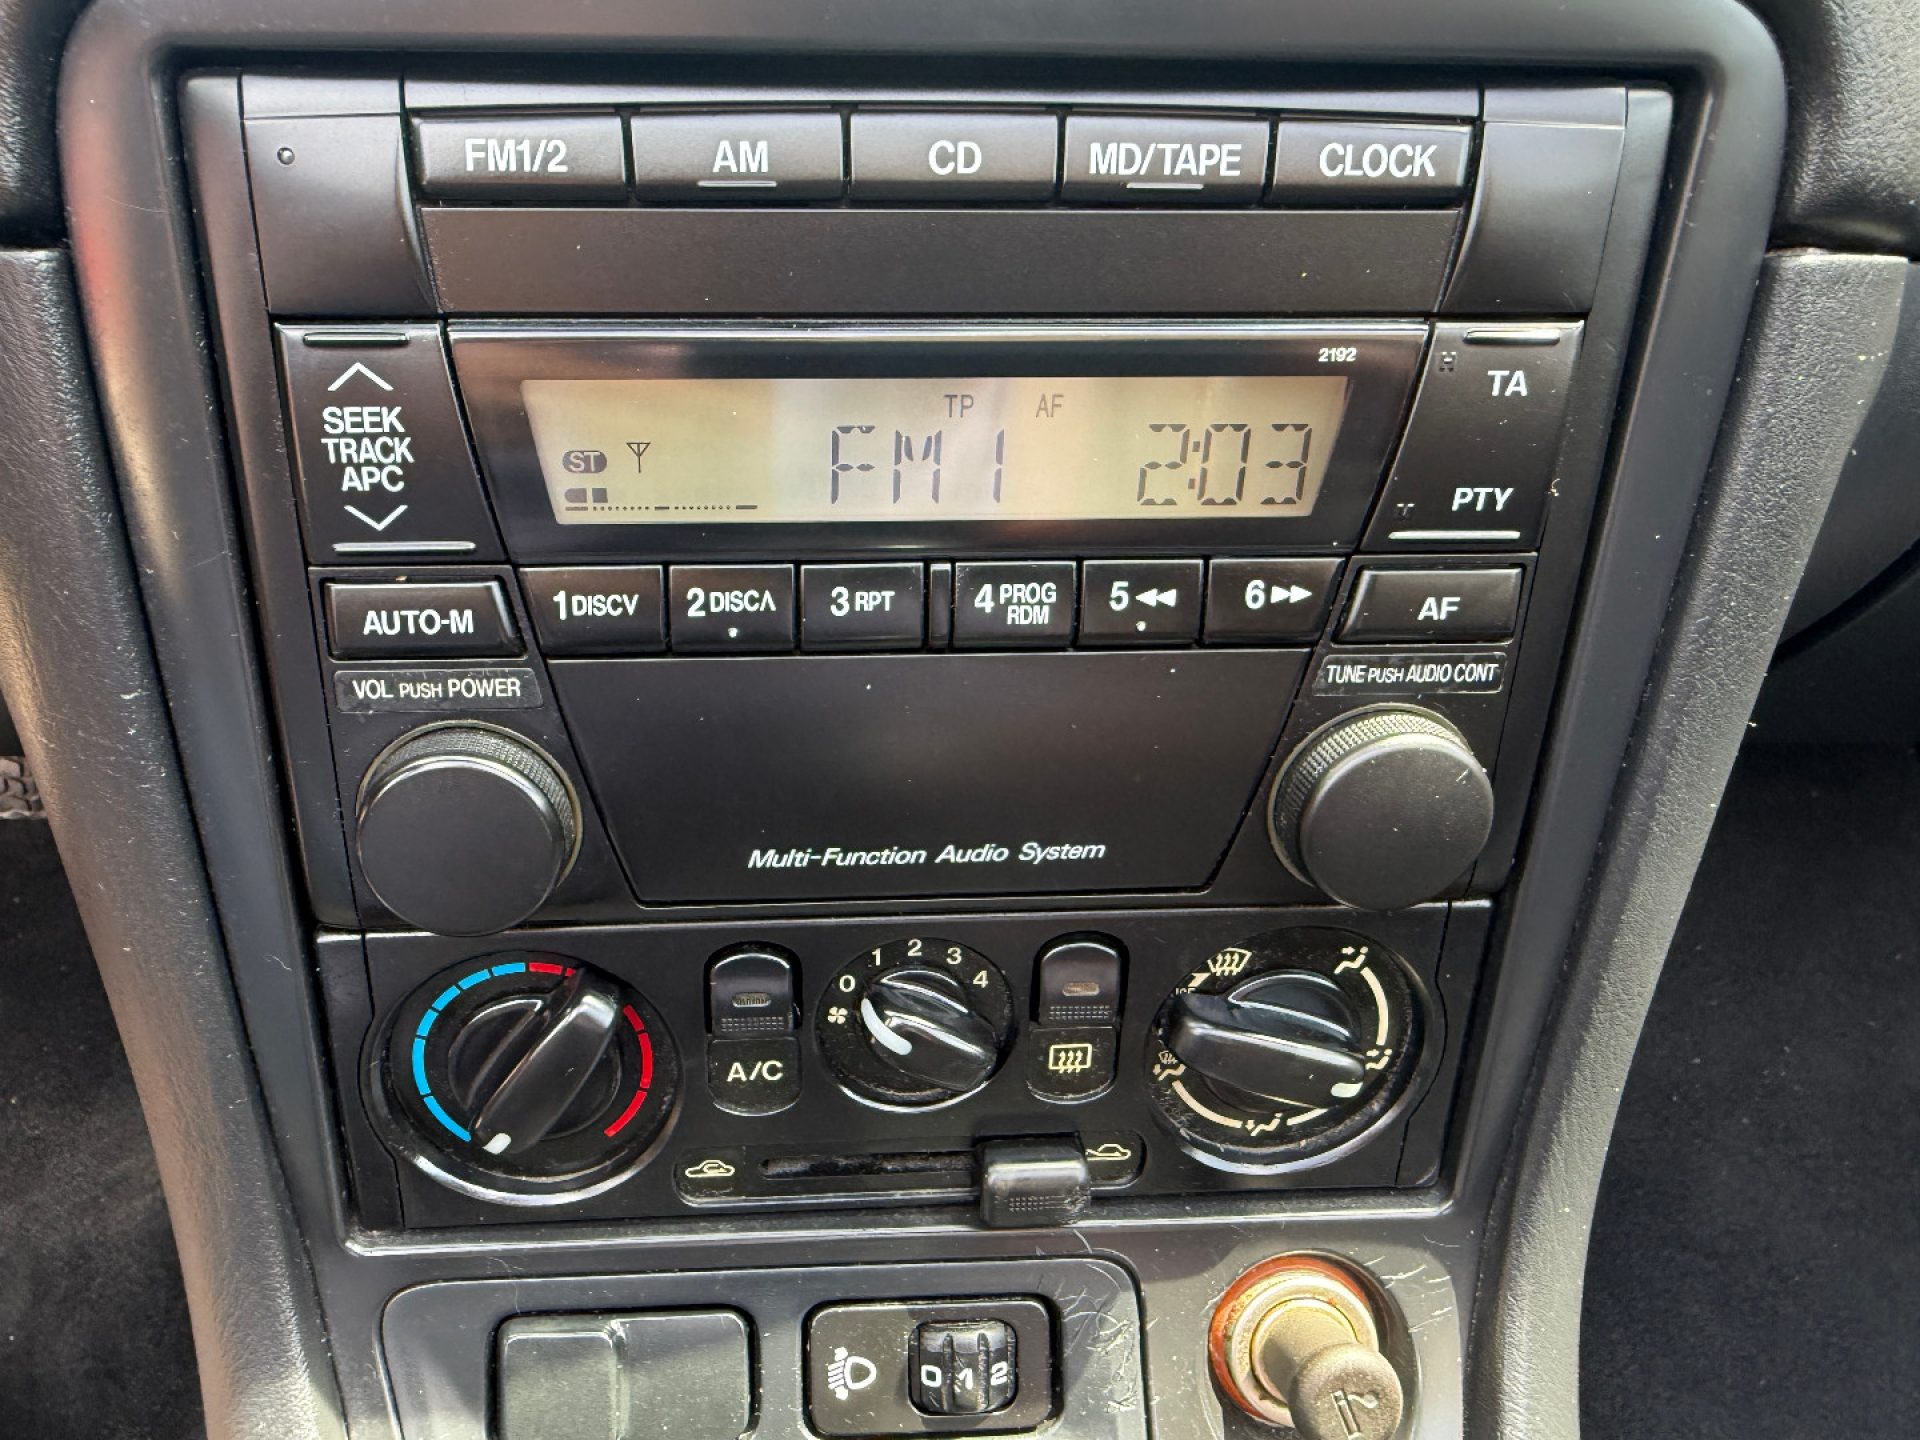 FM1/2 AM CD MD/TAPE CLOCK
2192
SEEK
TRACK
APC
TP AF
ST FM1 2:03
TA
PTY
AUTO-M 1 DISC∨ 2 DISC∧ 3 RPT 4 PROG RDM 5 ◀◀ 6 ▶▶ AF
VOL PUSH POWER
TUNE PUSH AUDIO CONT
Multi-Function Audio System
0 1 2 3 4
A/C
0 1 2